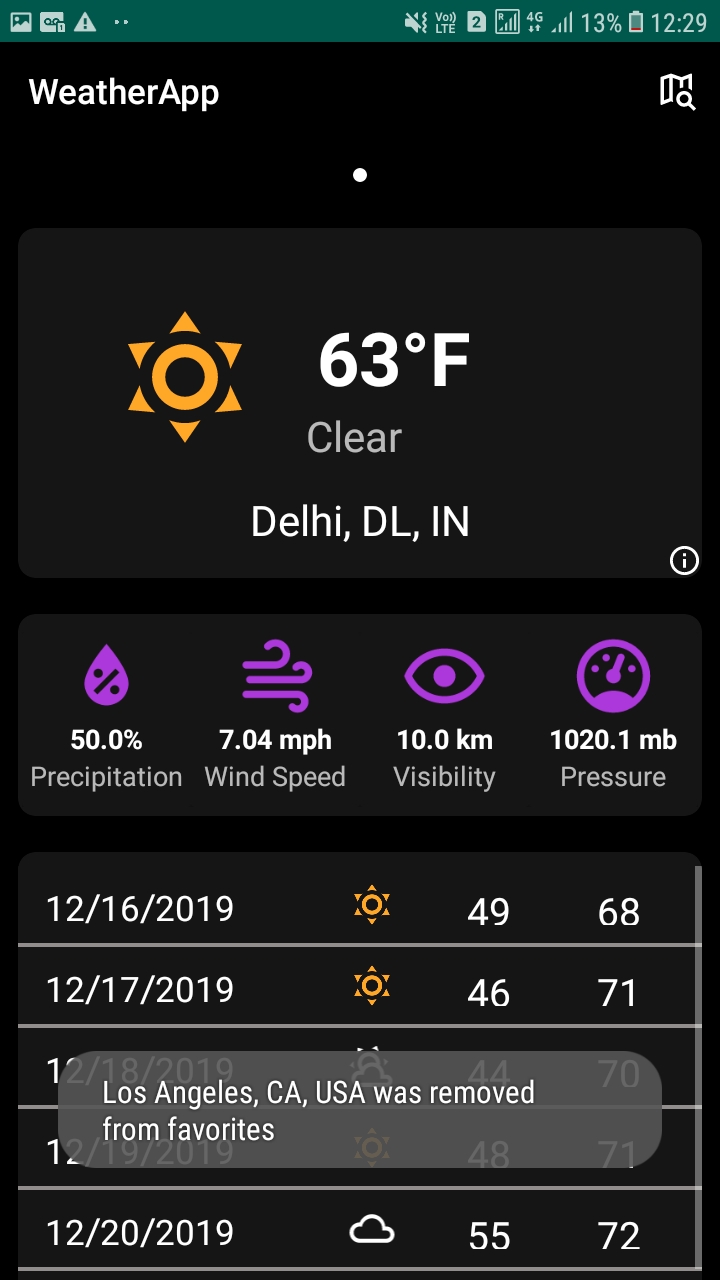 Vo)) LTE 2 R 4G 13% 12:29
WeatherApp
63°F
Clear
Delhi, DL, IN
50.0% 7.04 mph 10.0 km 1020.1 mb
Precipitation Wind Speed Visibility Pressure
12/16/2019 49 68
12/17/2019 46 71
12/18/2019 44 70
Los Angeles, CA, USA was removed
from favorites
12/19/2019 48 71
12/20/2019 55 72